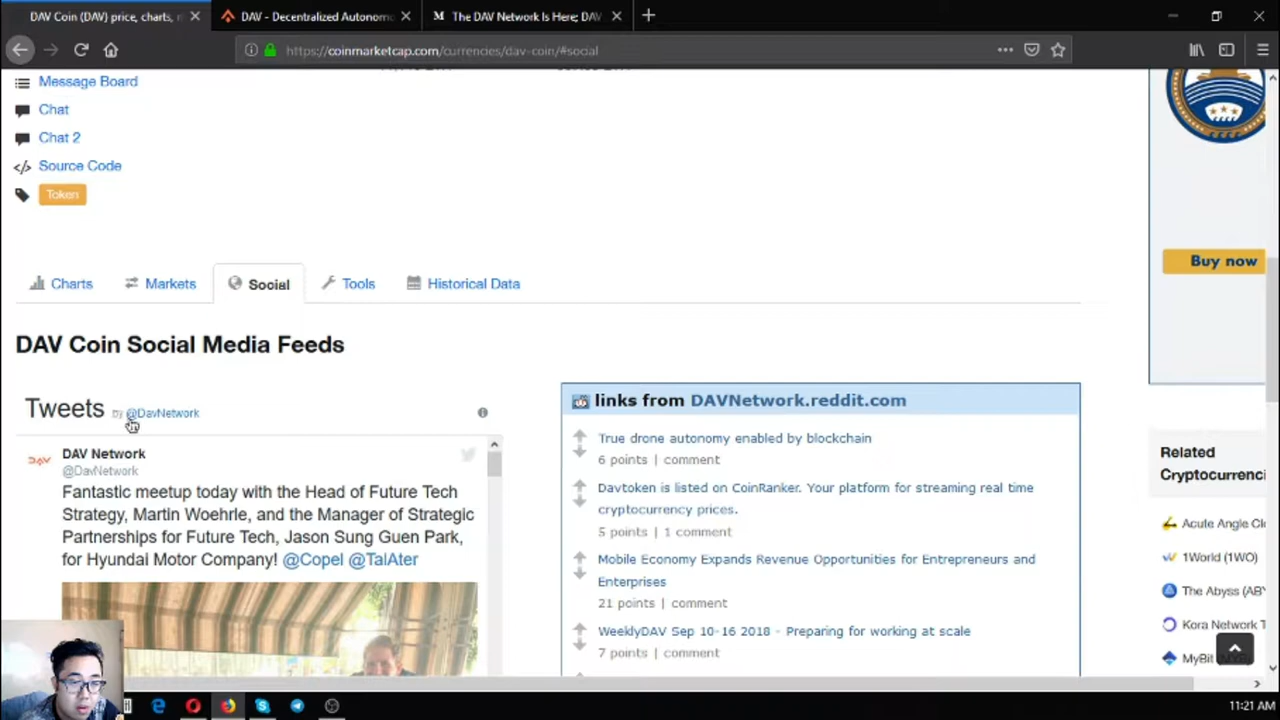 DAV Coin (DAV) price, charts,
DAV - Decentralized Autonomo
The DAV Network Is Here; DAV
https://coinmarketcap.com/currencies/dav-coin/#social
Message Board
Chat
Chat 2
Source Code
Token
Buy now
Charts
Markets
Social
Tools
Historical Data
DAV Coin Social Media Feeds
Tweets by @DavNetwork
DAV Network
@DavNetwork
Fantastic meetup today with the Head of Future Tech
Strategy, Martin Woehrle, and the Manager of Strategic
Partnerships for Future Tech, Jason Sung Guen Park,
for Hyundai Motor Company! @Copel @TalAter
links from DAVNetwork.reddit.com
True drone autonomy enabled by blockchain
6 points | comment
Davtoken is listed on CoinRanker. Your platform for streaming real time
cryptocurrency prices.
5 points | 1 comment
Mobile Economy Expands Revenue Opportunities for Entrepreneurs and
Enterprises
21 points | comment
WeeklyDAV Sep 10-16 2018 - Preparing for working at scale
7 points | comment
Related
Cryptocurrenci
Acute Angle Cl
1World (1WO)
The Abyss (ABY
Kora Network T
MyBit
11:21 AM